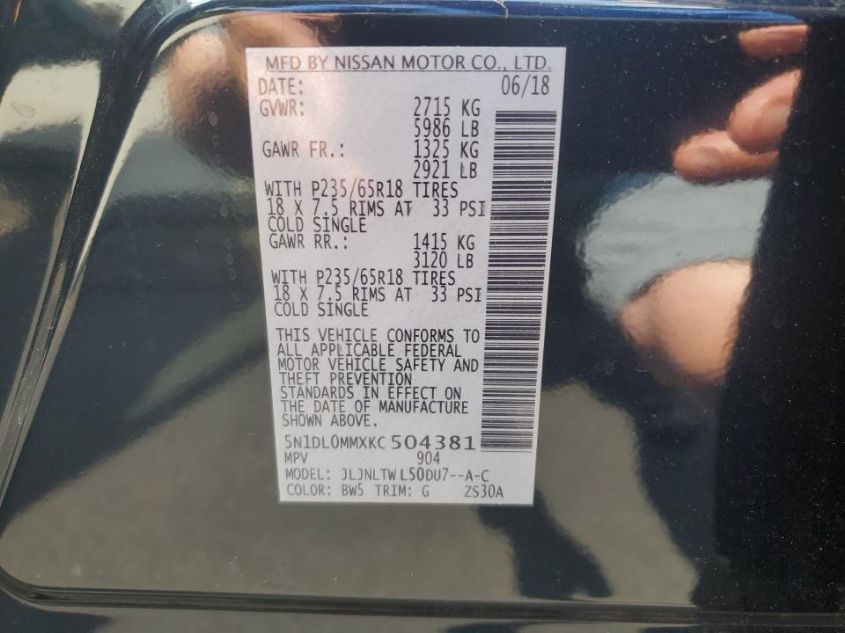 MFD BY NISSAN MOTOR CO., LTD.
DATE: 06/18
GVWR: 2715 KG
5986 LB
GAWR FR.: 1325 KG
2921 LB
WITH P235/65R18 TIRES
18 X 7.5 RIMS AT 33 PSI
COLD SINGLE
GAWR RR.: 1415 KG
3120 LB
WITH P235/65R18 TIRES
18 X 7.5 RIMS AT 33 PSI
COLD SINGLE
THIS VEHICLE CONFORMS TO
ALL APPLICABLE FEDERAL
MOTOR VEHICLE SAFETY AND
THEFT PREVENTION
STANDARDS IN EFFECT ON
THE DATE OF MANUFACTURE
SHOWN ABOVE.
5N1DL0MMXKC504381
MPV 904
MODEL: JLJNLTWL50DU7--A-C
COLOR: BW5 TRIM: G ZS30A